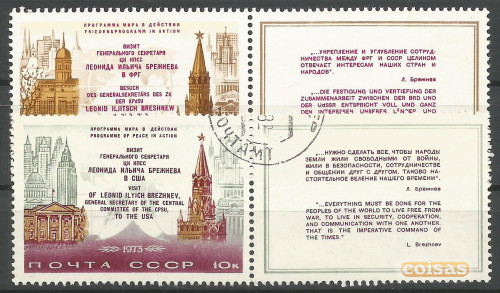 ПРОГРАММА МИРА В ДЕЙСТВИИ
FRIEDENSPROGRAMM IN AKTION
ВИЗИТ
ГЕНЕРАЛЬНОГО СЕКРЕТАРЯ
ЦК КПСС
ЛЕОНИДА ИЛЬИЧА БРЕЖНЕВА
В ФРГ
BESUCH
DES GENERALSEKRETARS DES ZK
DER KPdSU
LEONID ILJITSCH BRESHNEW
„...УКРЕПЛЕНИЕ И УГЛУБЛЕНИЕ СОТРУД-
НИЧЕСТВА МЕЖДУ ФРГ И СССР ЦЕЛИКОМ
ОТВЕЧАЕТ ИНТЕРЕСАМ НАШИХ СТРАН И
НАРОДОВ".
Л. Брежнев
„...DIE FESTIGUNG UND VERTIEFUNG DER
ZUSAMMENARBEIT ZWISCHEN DER BRD UND
DER UdSSR ENTSPRICHT VOLL UND GANZ
DEN INTERESSEN UNSERER
ПРОГРАММА МИРА В ДЕЙСТВИИ
PROGRAMME OF PEACE IN ACTION
ВИЗИТ
ГЕНЕРАЛЬНОГО СЕКРЕТАРЯ
ЦК КПСС
ЛЕОНИДА ИЛЬИЧА БРЕЖНЕВА
В США
VISIT
OF LEONID ILYICH BREZHNEV,
GENERAL SECRETARY OF THE CENTRAL
COMMITTEE OF THE CPSU,
TO THE USA
1973
ПОЧТА СССР 10к
ПОЧТАМТ
„...НУЖНО СДЕЛАТЬ ВСЕ, ЧТОБЫ НАРОДЫ
ЗЕМЛИ ЖИЛИ СВОБОДНЫМИ ОТ ВОЙНЫ,
ЖИЛИ В БЕЗОПАСНОСТИ, СОТРУДНИЧЕСТВЕ
И ОБЩЕНИИ ДРУГ С ДРУГОМ, ТАКОВО НА-
СТОЯТЕЛЬНОЕ ВЕЛЕНИЕ НАШЕГО ВРЕМЕНИ".
Л. Брежнев
"...EVERYTHING MUST BE DONE FOR THE
PEOPLES OF THE WORLD TO LIVE FREE FROM
WAR, TO LIVE IN SECURITY, COOPERATION,
AND COMMUNICATION WITH ONE ANOTHER.
THAT IS THE IMPERATIVE COMMAND OF
THE TIMES."
L. Brezhnev
coisas